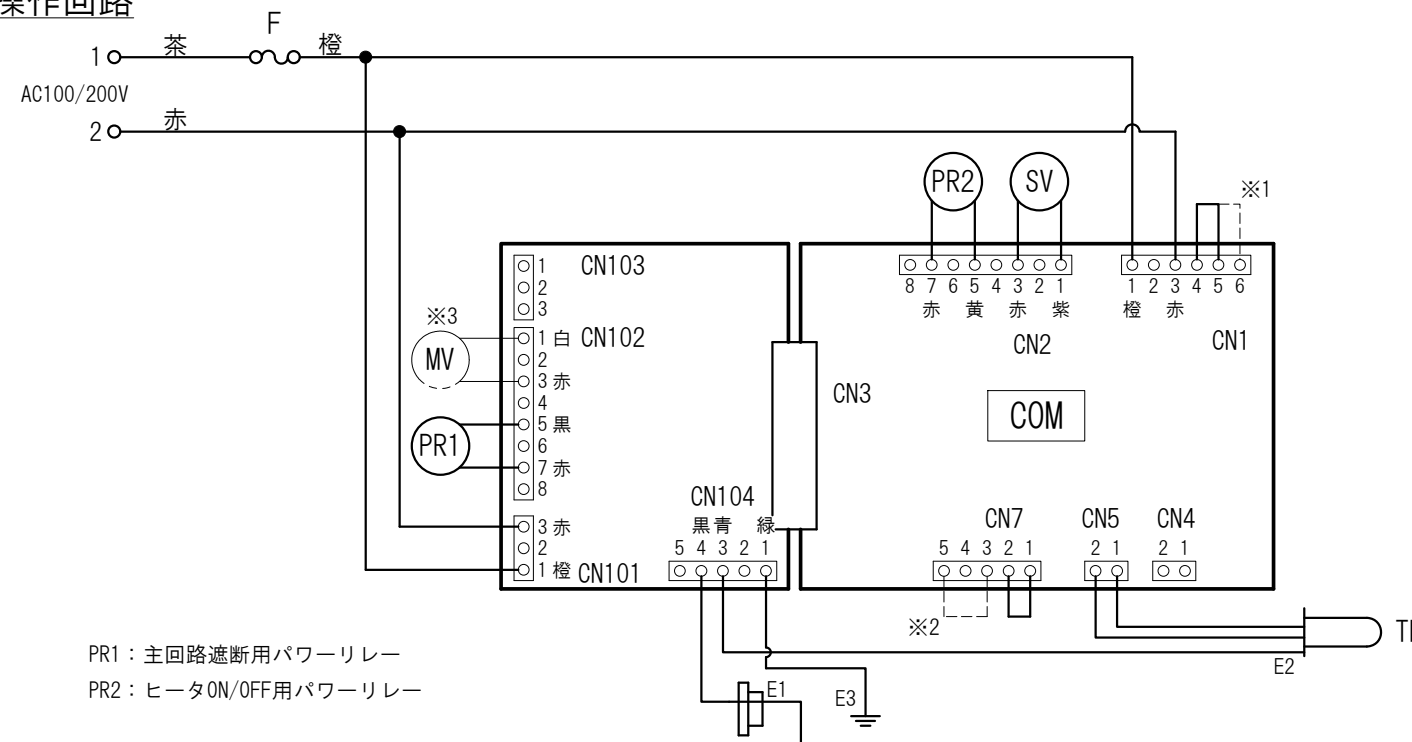 操作回路
F
1 茶 橙
AC100/200V
2 赤
PR2 SV ※1
CN103
1
2
3
8 7 6 5 4 3 2 1
赤 黄 赤 紫
1 2 3 4 5 6
橙 赤
CN2 CN1
※3
MV
CN102
1 白
2
3 赤
4
5 黒
6
7 赤
8
PR1
CN3
COM
CN104
黒 青 緑
5 4 3 2 1
3 赤
2
1 橙 CN101
CN7 CN5 CN4
5 4 3 2 1
2 1
2 1
※2
E2
PR1：主回路遮断用パワーリレー
PR2：ヒータON/OFF用パワーリレー
E1
E3